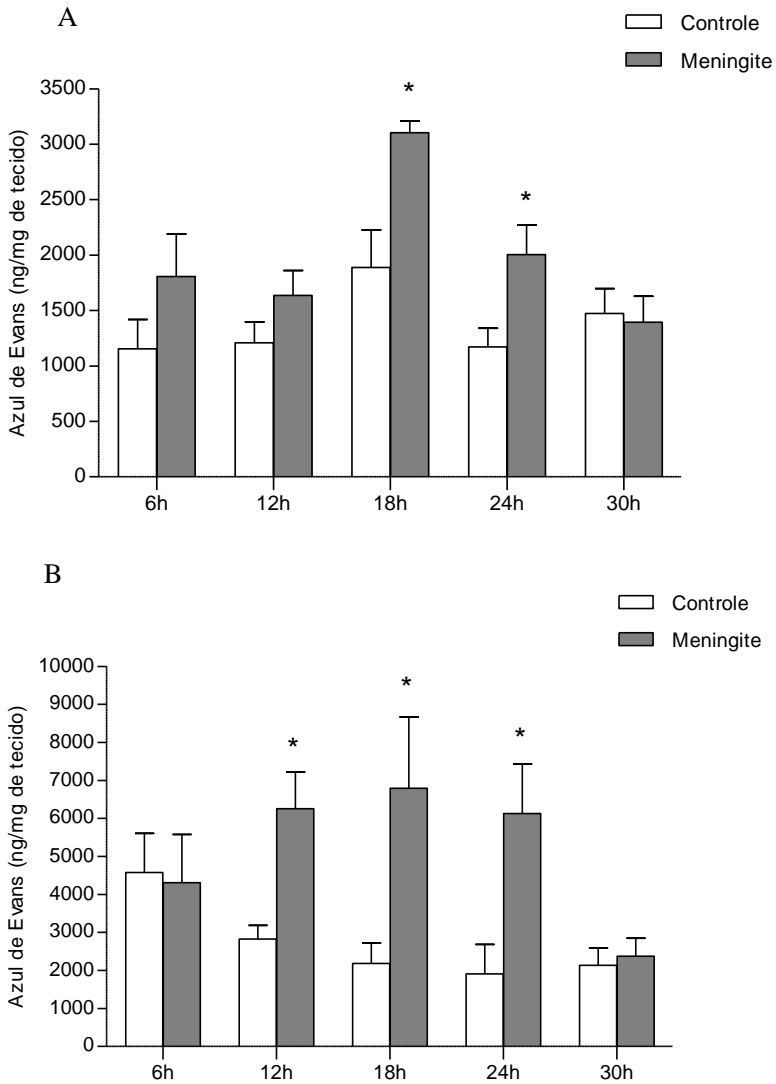 A
Controle
Meningite
Azul de Evans (ng/mg de tecido)
3500
3000
2500
2000
1500
1000
500
0
*
*
6h 12h 18h 24h 30h
B
Controle
Meningite
Azul de Evans (ng/mg de tecido)
10000
9000
8000
7000
6000
5000
4000
3000
2000
1000
0
*
*
*
6h 12h 18h 24h 30h